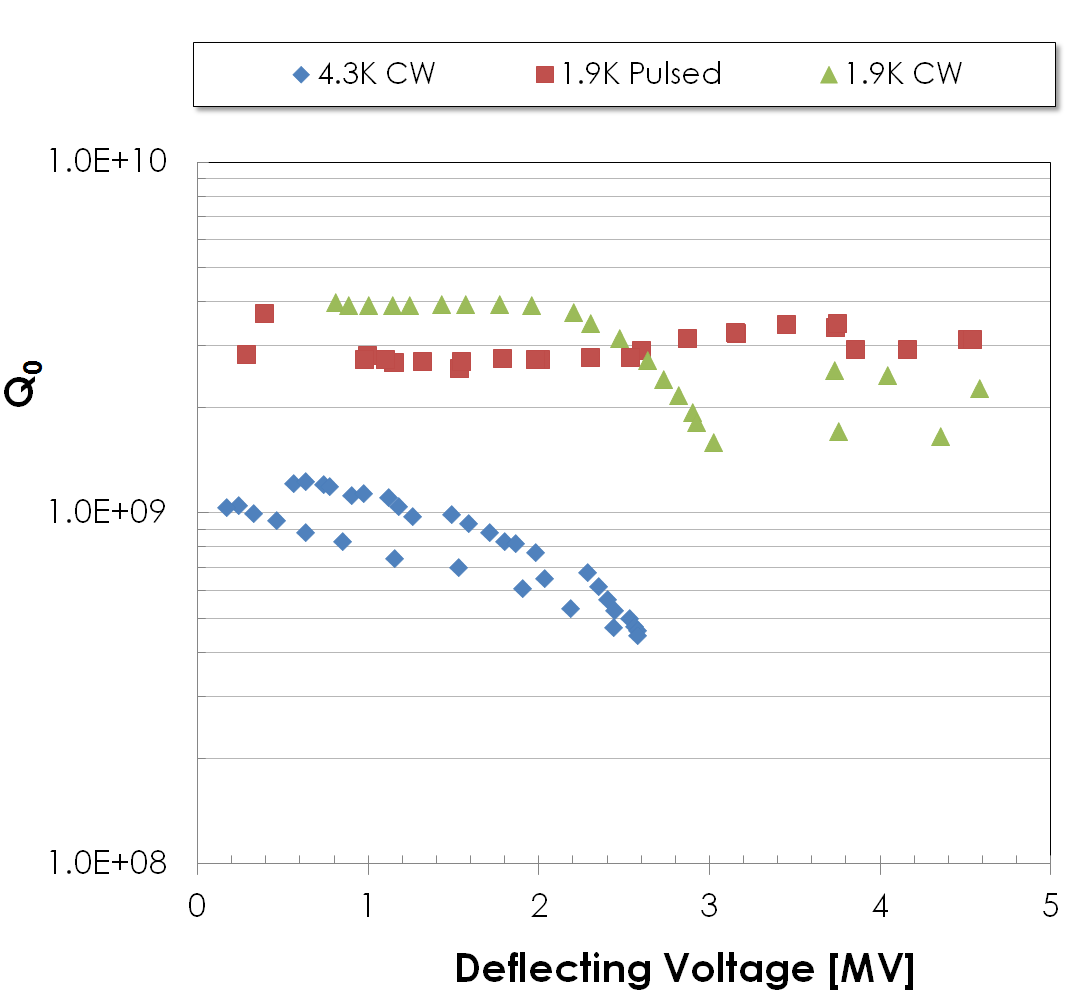 4.3K CW 1.9K Pulsed 1.9K CW
1.0E+10
1.0E+09
1.0E+08
Q0
0 1 2 3 4 5
Deflecting Voltage [MV]